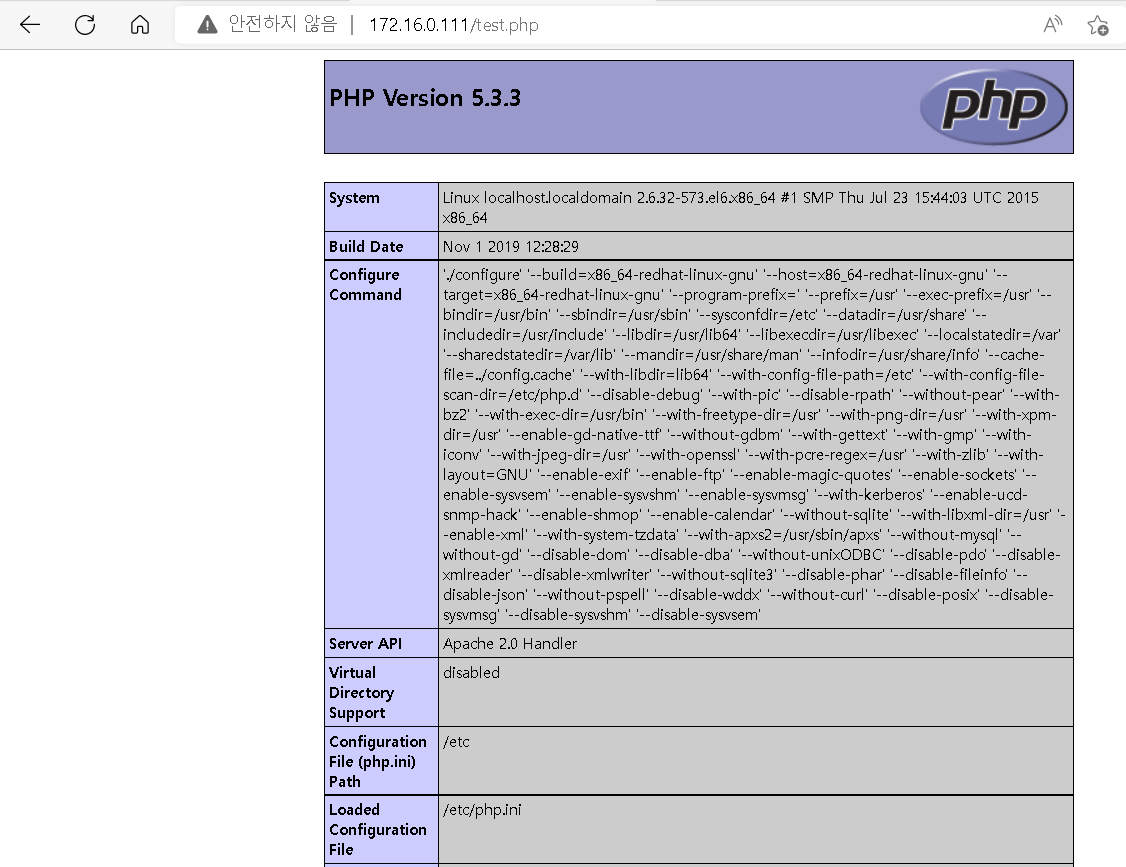 안전하지 않음 | 172.16.0.111/test.php
PHP Version 5.3.3
php
System
Linux localhost.localdomain 2.6.32-573.el6.x86_64 #1 SMP Thu Jul 23 15:44:03 UTC 2015
x86_64
Build Date
Nov 1 2019 12:28:29
Configure
Command
'./configure' '--build=x86_64-redhat-linux-gnu' '--host=x86_64-redhat-linux-gnu' '--
target=x86_64-redhat-linux-gnu' '--program-prefix=' '--prefix=/usr' '--exec-prefix=/usr' '--
bindir=/usr/bin' '--sbindir=/usr/sbin' '--sysconfdir=/etc' '--datadir=/usr/share' '--
includedir=/usr/include' '--libdir=/usr/lib64' '--libexecdir=/usr/libexec' '--localstatedir=/var'
'--sharedstatedir=/var/lib' '--mandir=/usr/share/man' '--infodir=/usr/share/info' '--cache-
file=../config.cache' '--with-libdir=lib64' '--with-config-file-path=/etc' '--with-config-file-
scan-dir=/etc/php.d' '--disable-debug' '--with-pic' '--disable-rpath' '--without-pear' '--with-
bz2' '--with-exec-dir=/usr/bin' '--with-freetype-dir=/usr' '--with-png-dir=/usr' '--with-xpm-
dir=/usr' '--enable-gd-native-ttf' '--without-gdbm' '--with-gettext' '--with-gmp' '--with-
iconv' '--with-jpeg-dir=/usr' '--with-openssl' '--with-pcre-regex=/usr' '--with-zlib' '--with-
layout=GNU' '--enable-exif' '--enable-ftp' '--enable-magic-quotes' '--enable-sockets' '--
enable-sysvsem' '--enable-sysvshm' '--enable-sysvmsg' '--with-kerberos' '--enable-ucd-
snmp-hack' '--enable-shmop' '--enable-calendar' '--without-sqlite' '--with-libxml-dir=/usr' '-
-enable-xml' '--with-system-tzdata' '--with-apxs2=/usr/sbin/apxs' '--without-mysql' '--
without-gd' '--disable-dom' '--disable-dba' '--without-unixODBC' '--disable-pdo' '--disable-
xmlreader' '--disable-xmlwriter' '--without-sqlite3' '--disable-phar' '--disable-fileinfo' '--
disable-json' '--without-pspell' '--disable-wddx' '--without-curl' '--disable-posix' '--disable-
sysvmsg' '--disable-sysvshm' '--disable-sysvsem'
Server API
Apache 2.0 Handler
Virtual
Directory
Support
disabled
Configuration
File (php.ini)
Path
/etc
Loaded
Configuration
File
/etc/php.ini